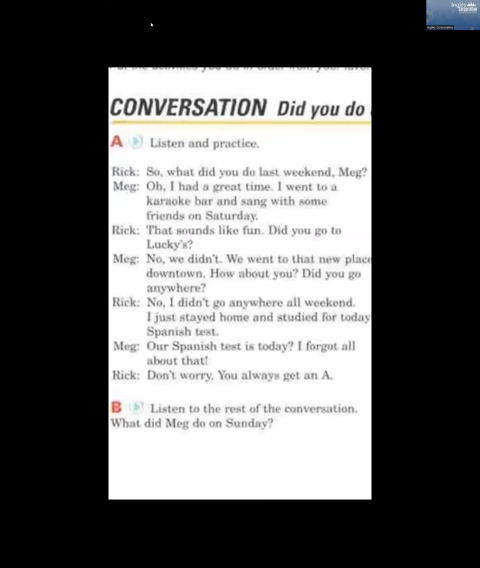 CONVERSATION Did you do
A Listen and practice.
Rick: So, what did you do last weekend, Meg?
Meg: Oh, I had a great time. I went to a
karaoke bar and sang with some
friends on Saturday.
Rick: That sounds like fun. Did you go to
Lucky's?
Meg: No, we didn't. We went to that new place
downtown. How about you? Did you go
anywhere?
Rick: No, I didn't go anywhere all weekend.
I just stayed home and studied for today
Spanish test.
Meg: Our Spanish test is today? I forgot all
about that!
Rick: Don't worry. You always get an A.
B Listen to the rest of the conversation.
What did Meg do on Sunday?